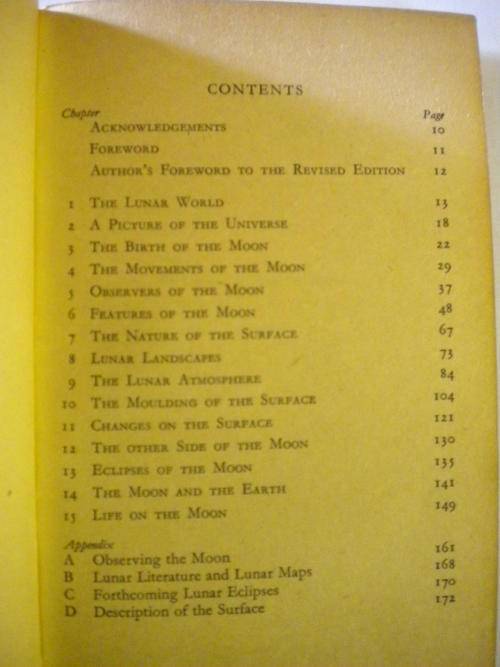 CONTENTS
Chapter Page
ACKNOWLEDGEMENTS 10
FOREWORD 11
AUTHOR'S FOREWORD TO THE REVISED EDITION 12
1 THE LUNAR WORLD 13
2 A PICTURE OF THE UNIVERSE 18
3 THE BIRTH OF THE MOON 22
4 THE MOVEMENTS OF THE MOON 29
5 OBSERVERS OF THE MOON 37
6 FEATURES OF THE MOON 48
7 THE NATURE OF THE SURFACE 67
8 LUNAR LANDSCAPES 73
9 THE LUNAR ATMOSPHERE 84
10 THE MOULDING OF THE SURFACE 104
11 CHANGES ON THE SURFACE 121
12 THE OTHER SIDE OF THE MOON 130
13 ECLIPSES OF THE MOON 135
14 THE MOON AND THE EARTH 141
15 LIFE ON THE MOON 149
Appendix
A Observing the Moon 161
B Lunar Literature and Lunar Maps 168
C Forthcoming Lunar Eclipses 170
D Description of the Surface 172